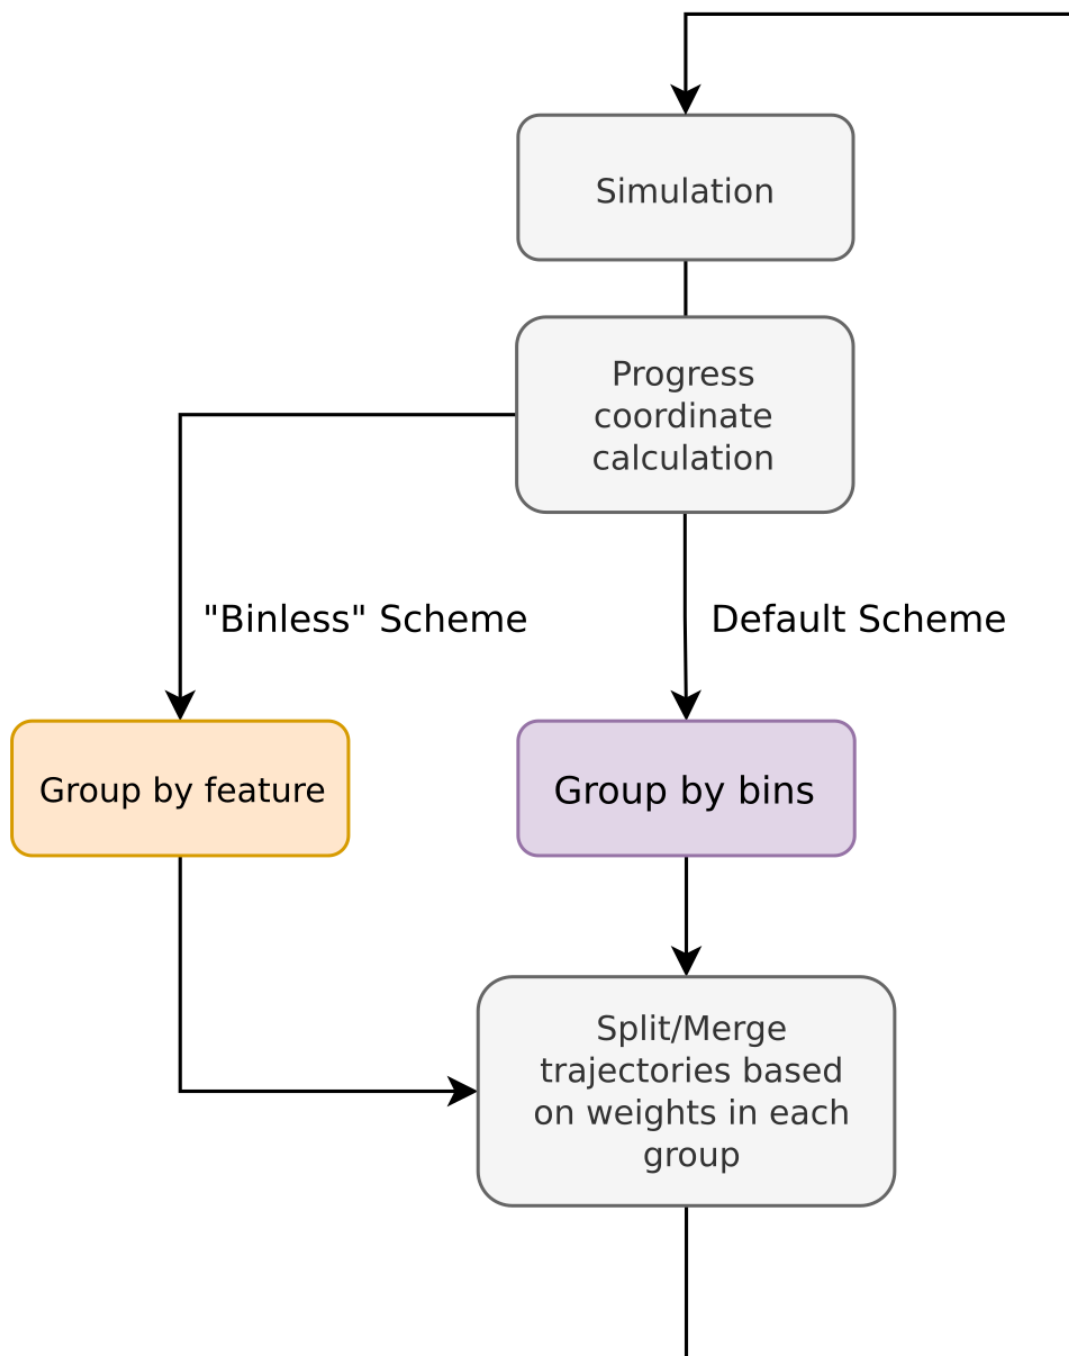 Simulation
Progress
coordinate
calculation
"Binless" Scheme
Default Scheme
Group by feature
Group by bins
Split/Merge
trajectories based
on weights in each
group